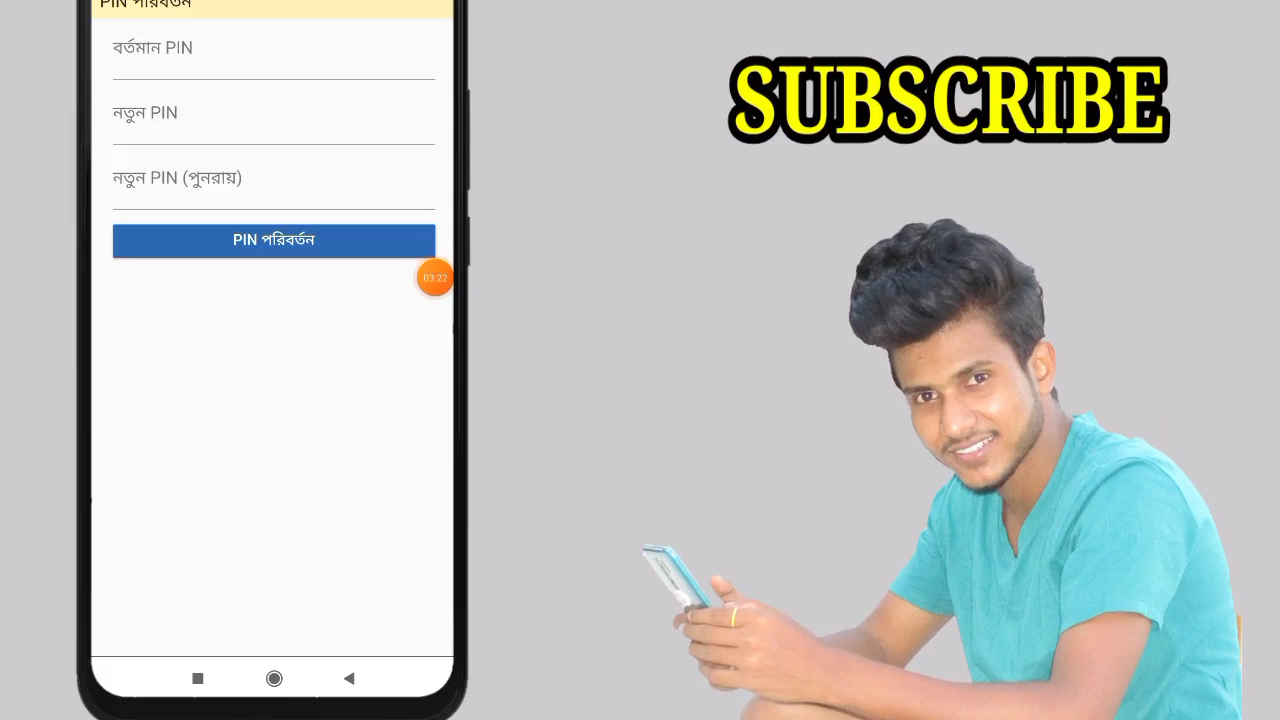 PIN পরিবর্তন
বর্তমান PIN
নতুন PIN
নতুন PIN (পুনরায়)
PIN পরিবর্তন
03:22
SUBSCRIBE